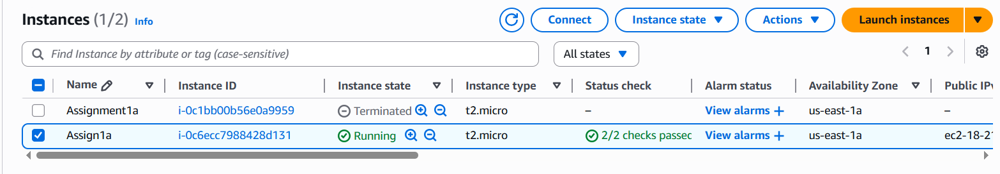 Instances (1/2) Info Connect Instance state Actions Launch instances
Find Instance by attribute or tag (case-sensitive) All states 1
Name Instance ID Instance state Instance type Status check Alarm status Availability Zone Public IPv
Assignment1a i-0c1bb00b56e0a9959 Terminated t2.micro – View alarms + us-east-1a –
Assign1a i-0c6ecc7988428d131 Running t2.micro 2/2 checks passed View alarms + us-east-1a ec2-18-21